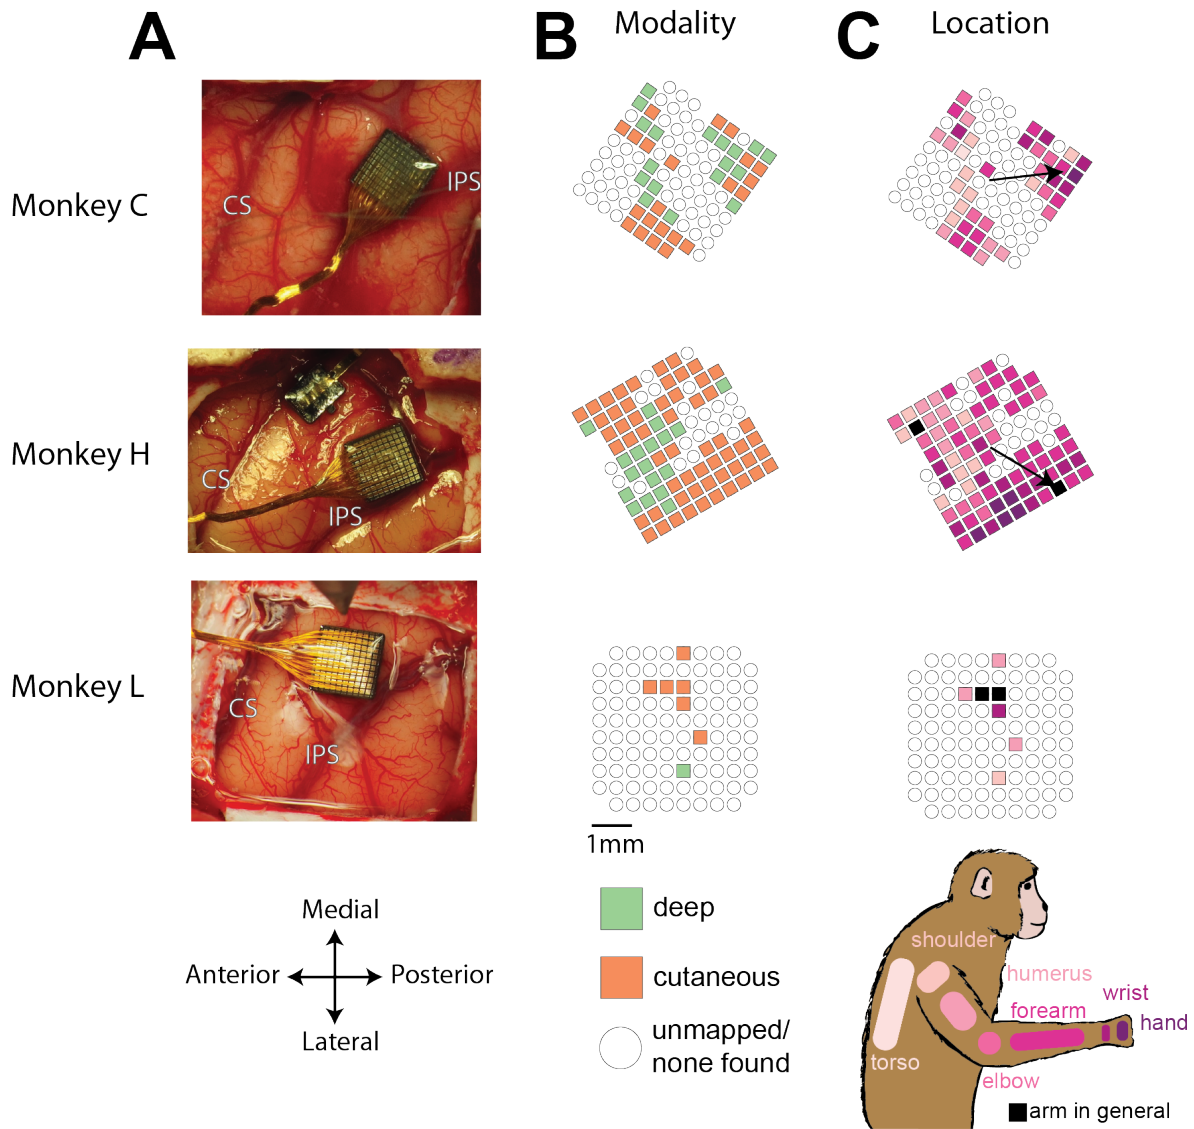 A
B
Modality
C
Location
Monkey C
CS
IPS
Monkey H
CS
IPS
Monkey L
CS
IPS
1mm
Medial
Anterior
Posterior
Lateral
deep
cutaneous
unmapped/
none found
shoulder
humerus
wrist
forearm
hand
torso
elbow
arm in general